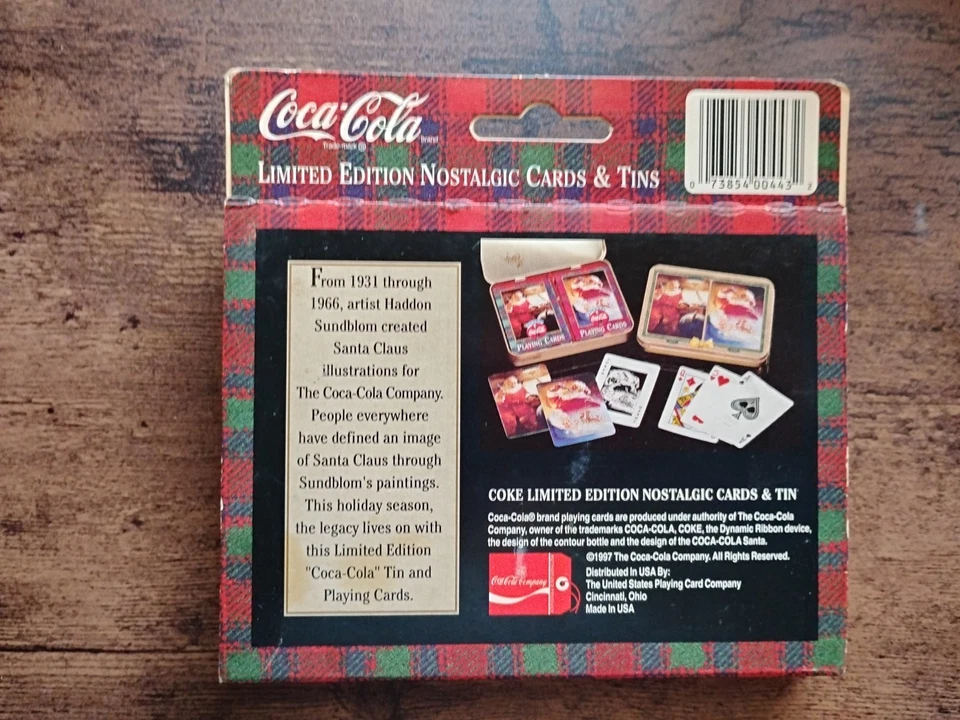 Coca-Cola
brand
Trade-mark ®
LIMITED EDITION NOSTALGIC CARDS & TINS
0 73854 00443 2
From 1931 through
1966, artist Haddon
Sundblom created
Santa Claus
illustrations for
The Coca-Cola Company.
People everywhere
have defined an image
of Santa Claus through
Sundblom's paintings.
This holiday season,
the legacy lives on with
this Limited Edition
"Coca-Cola" Tin and
Playing Cards.
PLAYING CARDS
PLAYING CARDS
COKE LIMITED EDITION NOSTALGIC CARDS & TIN
Coca-Cola® brand playing cards are produced under authority of The Coca-Cola
Company, owner of the trademarks COCA-COLA, COKE, the Dynamic Ribbon device,
the design of the contour bottle and the design of the COCA-COLA Santa.
©1997 The Coca-Cola Company. All Rights Reserved.
Coca-Cola Company
Distributed In USA By:
The United States Playing Card Company
Cincinnati, Ohio
Made In USA